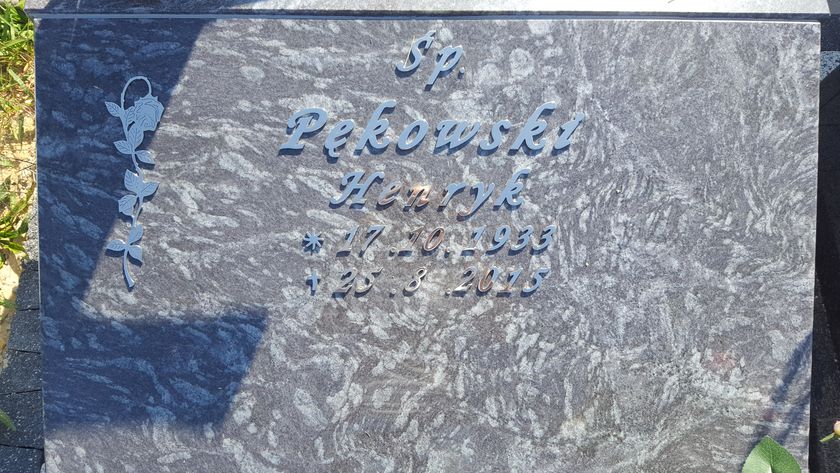 Śp.
Pękowski
Henryk
* 17.10.1933
† 25.8.2015